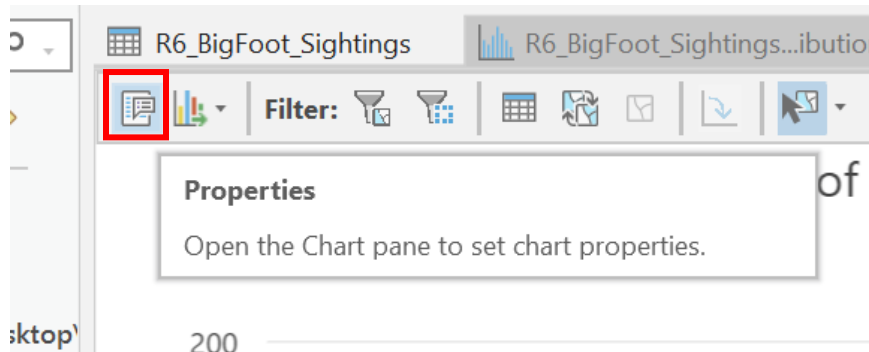 R6_BigFoot_Sightings
R6_BigFoot_Sightings...ibutio
Filter:
Properties
Open the Chart pane to set chart properties.
of
sktop\
200